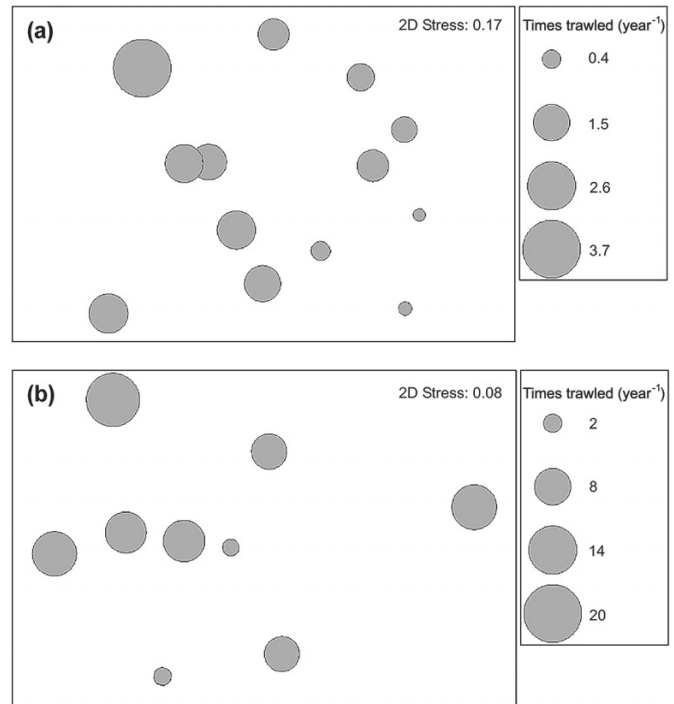 (a)
2D Stress: 0.17
Times trawled (year⁻¹)
0.4
1.5
2.6
3.7
(b)
2D Stress: 0.08
Times trawled (year⁻¹)
2
8
14
20